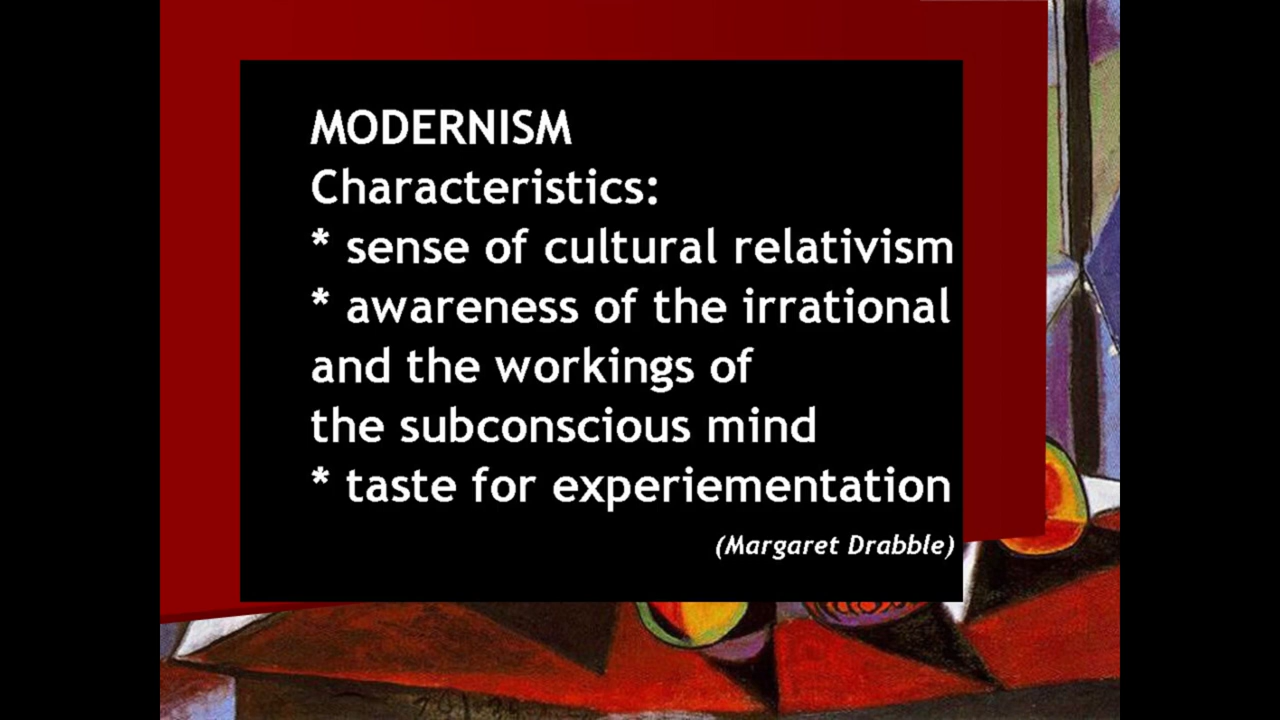 MODERNISM
Characteristics:
* sense of cultural relativism
* awareness of the irrational
and the workings of
the subconscious mind
* taste for experiementation
(Margaret Drabble)